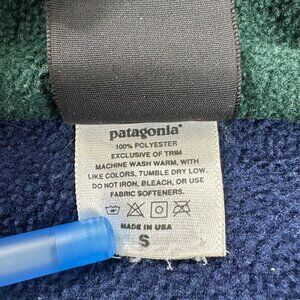 patagonia®
100% POLYESTER
EXCLUSIVE OF TRIM
MACHINE WASH WARM, WITH
LIKE COLORS, TUMBLE DRY LOW.
DO NOT IRON, BLEACH, OR USE
FABRIC SOFTENERS.
MADE IN USA
S